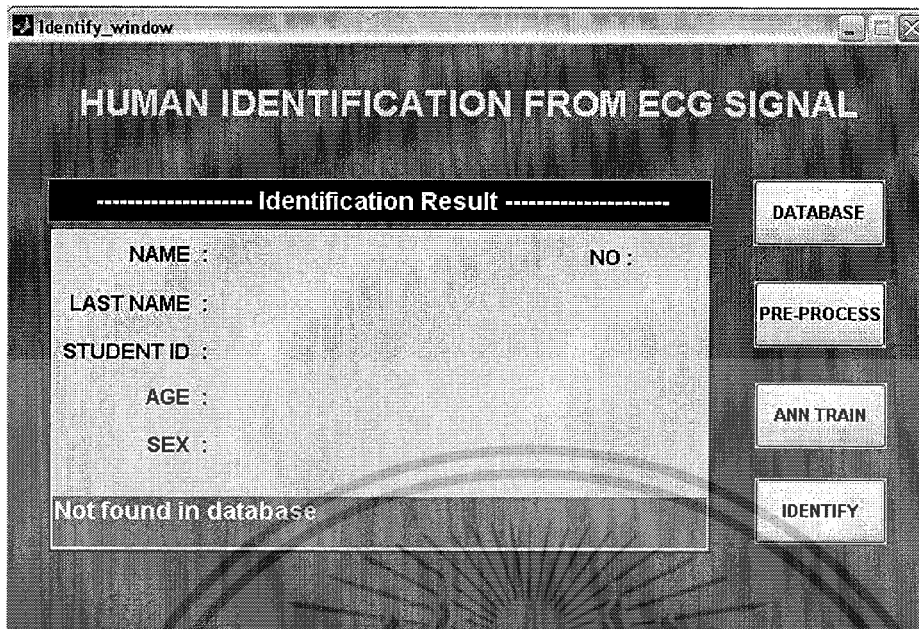 Identify_window
HUMAN IDENTIFICATION FROM ECG SIGNAL
-------------------- Identification Result ---------------------
NAME :
NO :
LAST NAME :
STUDENT ID :
AGE :
SEX :
Not found in database
DATABASE
PRE-PROCESS
ANN TRAIN
IDENTIFY